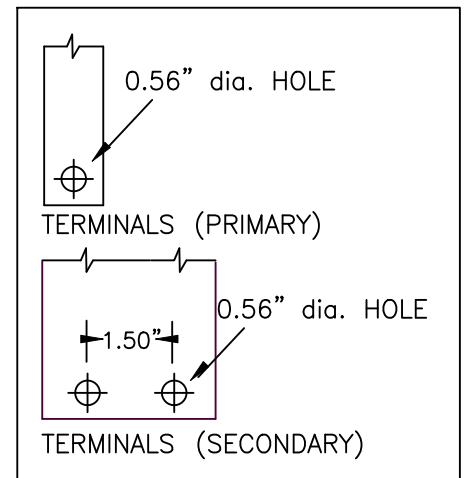 0.56” dia. HOLE
TERMINALS (PRIMARY)
0.56” dia. HOLE
1.50”
TERMINALS (SECONDARY)